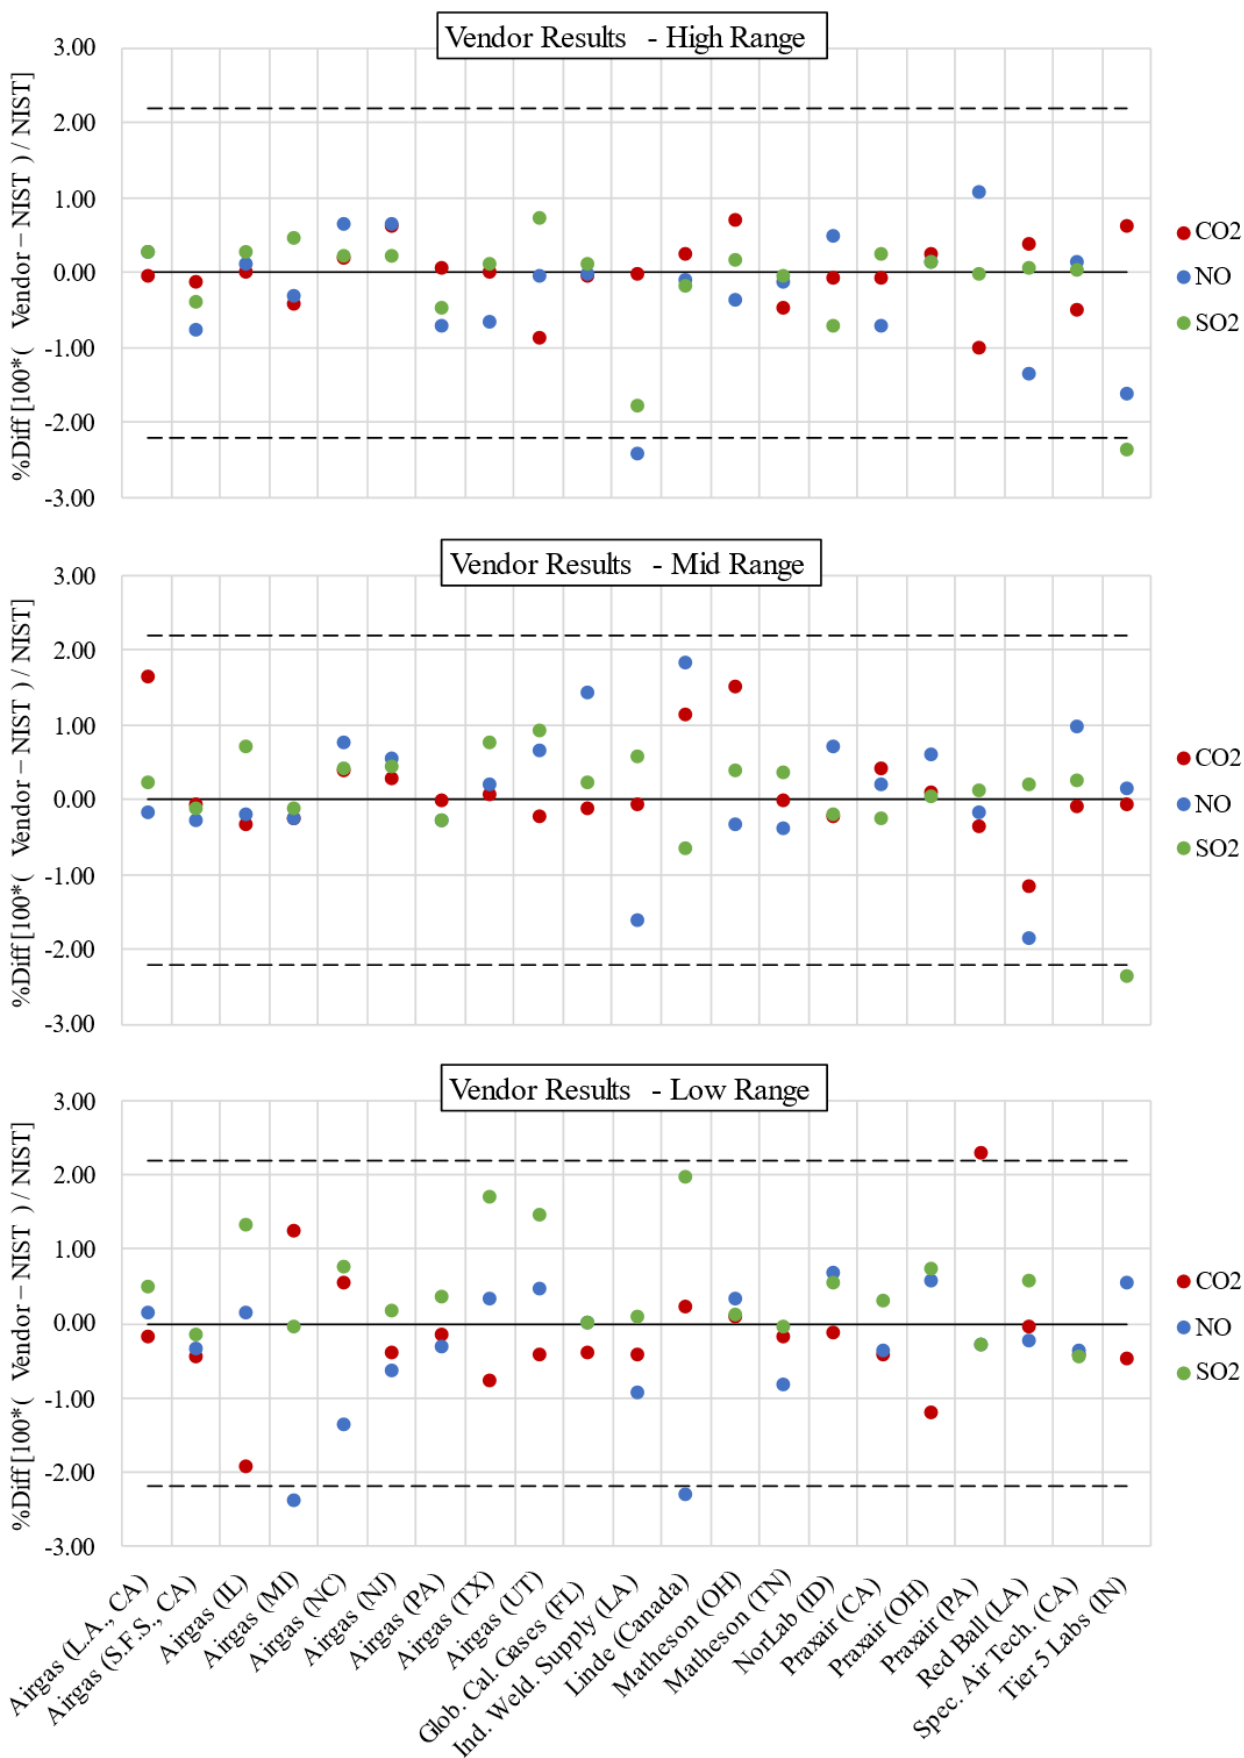 Vendor Results - High Range
3.00
2.00
1.00
0.00
-1.00
-2.00
-3.00
%Diff [100*( Vendor – NIST ) / NIST]
CO2
NO
SO2
Vendor Results - Mid Range
3.00
2.00
1.00
0.00
-1.00
-2.00
-3.00
%Diff [100*( Vendor – NIST ) / NIST]
CO2
NO
SO2
Vendor Results - Low Range
3.00
2.00
1.00
0.00
-1.00
-2.00
-3.00
%Diff [100*( Vendor – NIST ) / NIST]
CO2
NO
SO2
Airgas (L.A., CA)
Airgas (S.F.S., CA)
Airgas (IL)
Airgas (MI)
Airgas (NC)
Airgas (NJ)
Airgas (PA)
Airgas (TX)
Airgas (UT)
Glob. Cal. Gases (FL)
Ind. Weld. Supply (LA)
Linde (Canada)
Matheson (OH)
Matheson (TN)
NorLab (ID)
Praxair (CA)
Praxair (OH)
Praxair (PA)
Red Ball (LA)
Spec. Air Tech. (CA)
Tier 5 Labs (IN)